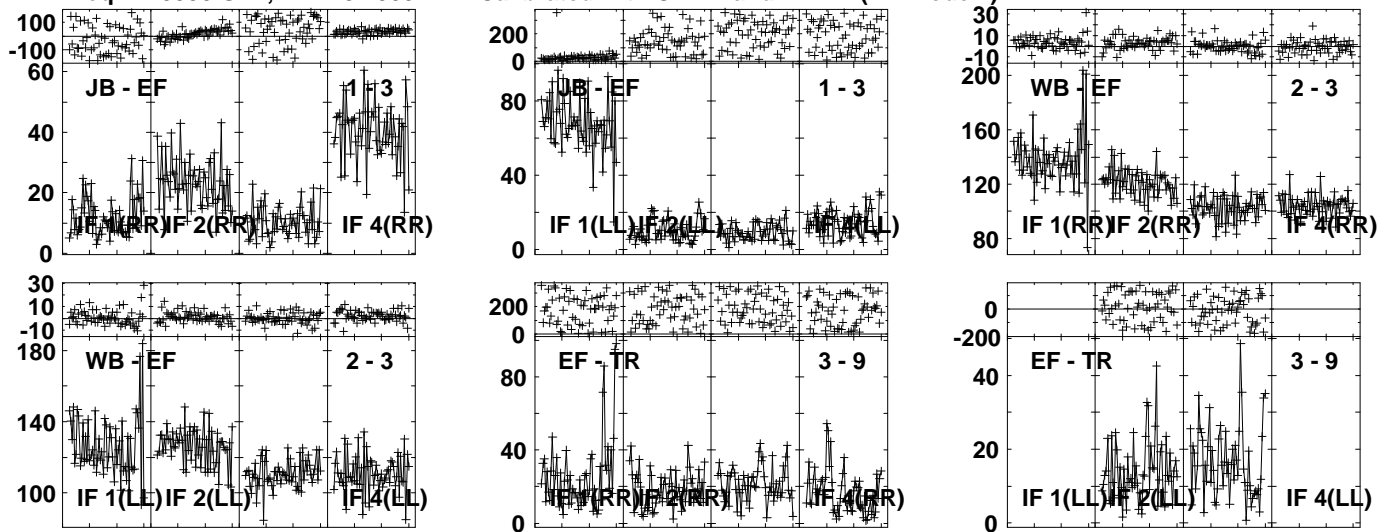 100
-100
60
40
20
0
JB - EF 1 - 3
IF 1(RR) IF 2(RR) IF 4(RR)
200
0
80
40
0
JB - EF 1 - 3
IF 1(LL) IF 2(LL) IF 4(LL)
30
10
-10
200
160
120
80
WB - EF 2 - 3
IF 1(RR) IF 2(RR) IF 4(RR)
30
10
-10
180
140
100
WB - EF 2 - 3
IF 1(LL) IF 2(LL) IF 4(LL)
200
0
80
40
0
EF - TR 3 - 9
IF 1(RR) IF 2(RR) IF 4(RR)
0
-200
40
20
0
EF - TR 3 - 9
IF 1(LL) IF 2(LL) IF 4(LL)